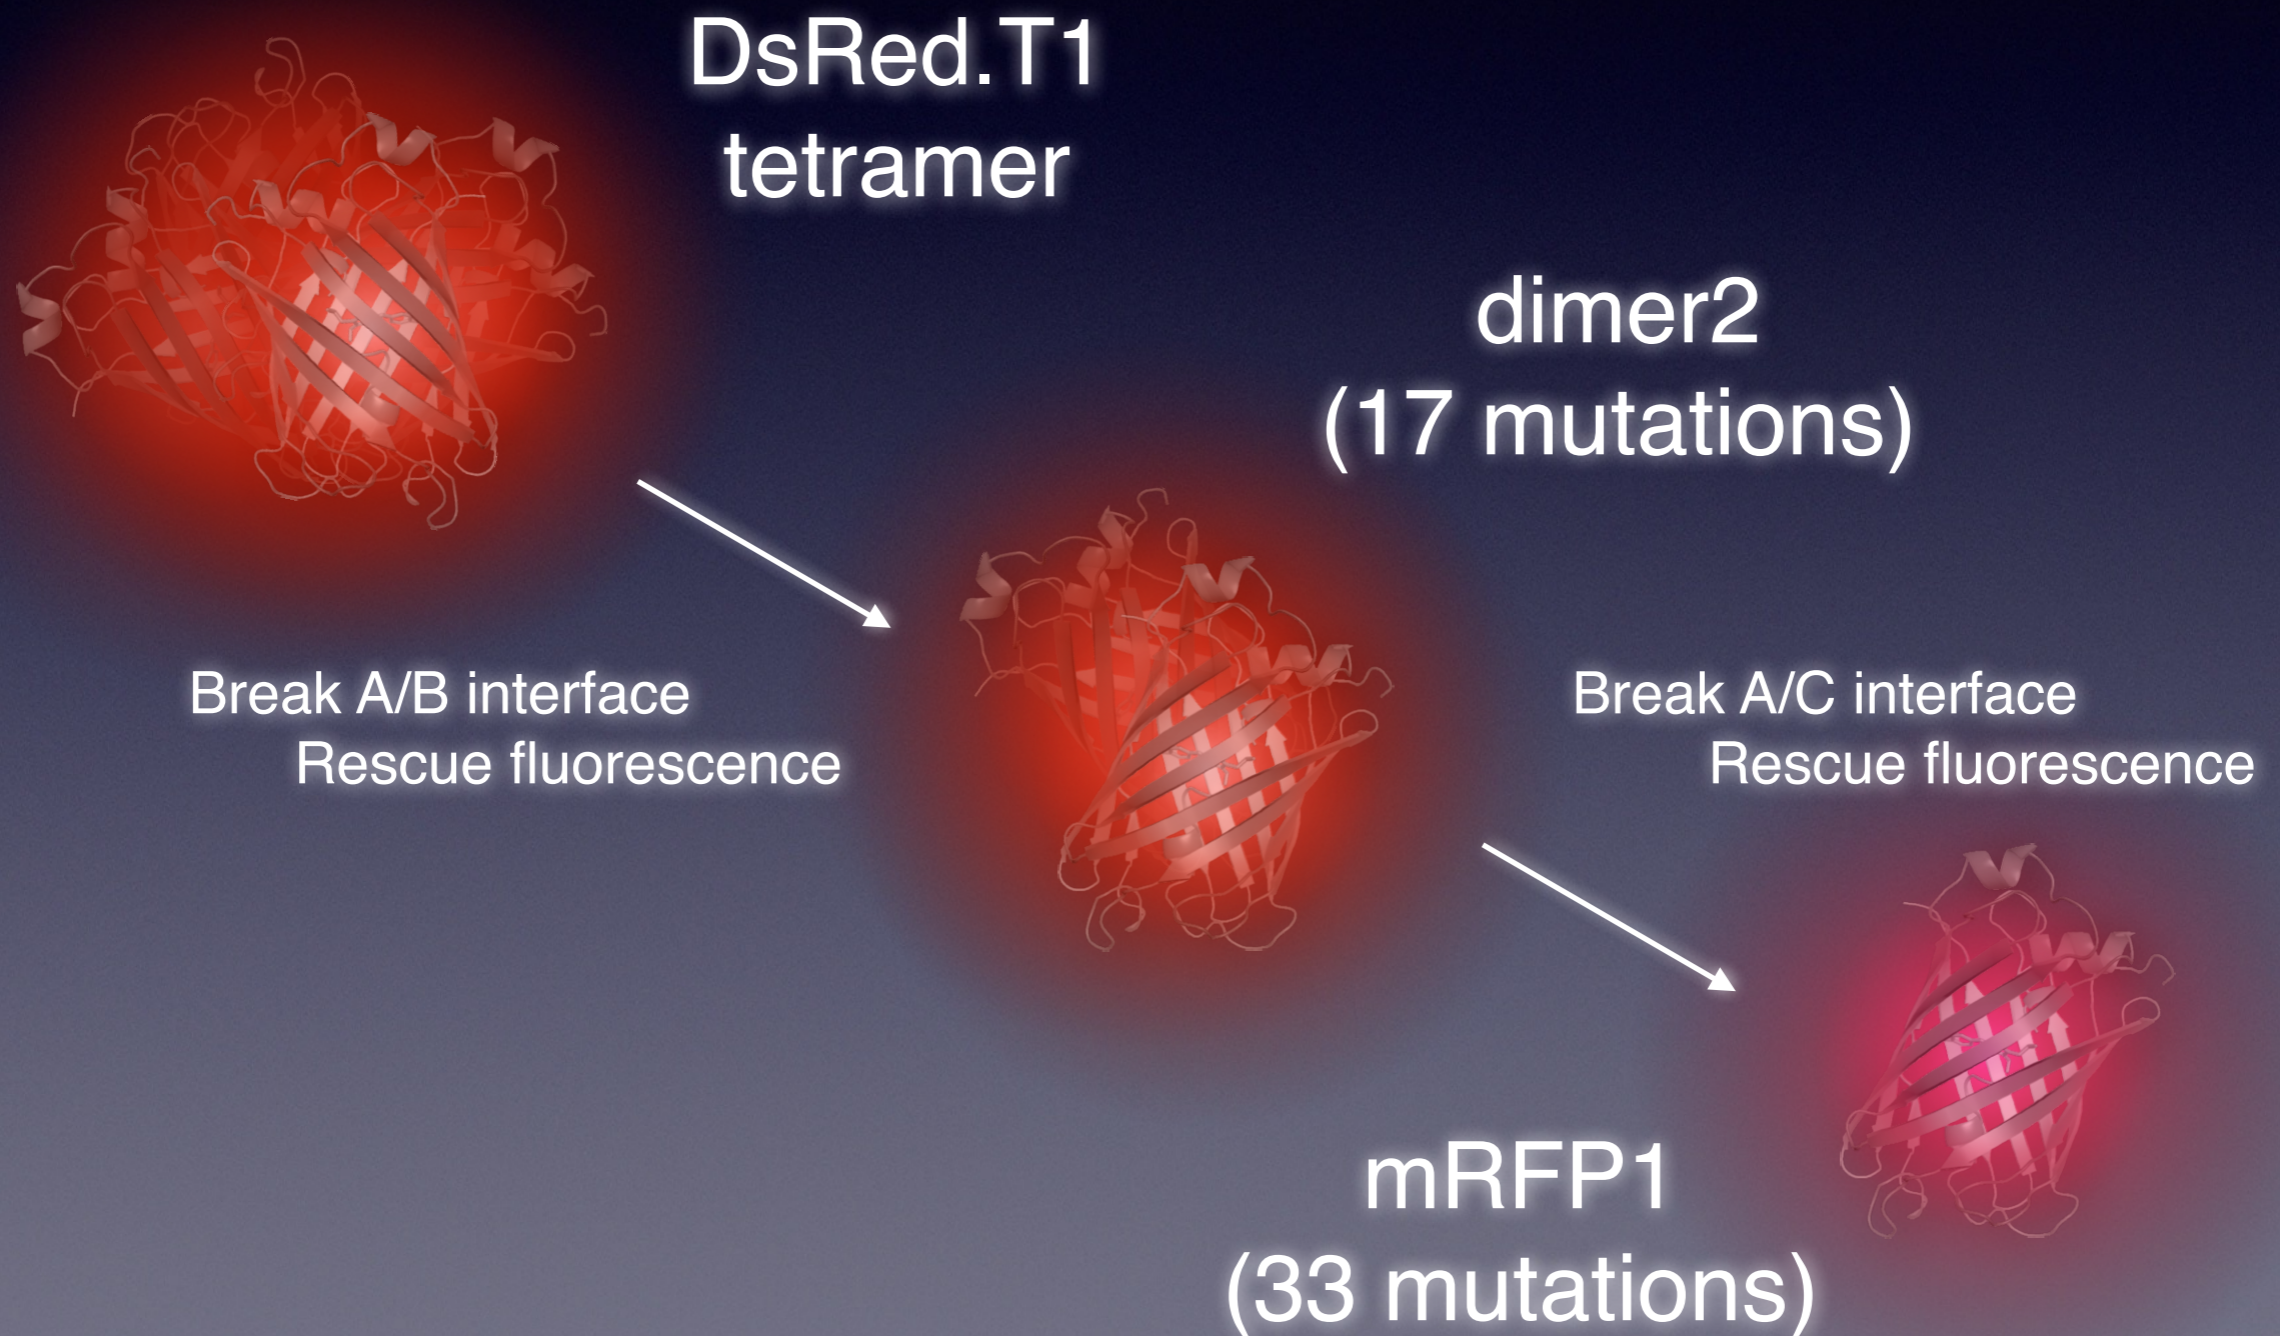 DsRed.T1
tetramer
dimer2
(17 mutations)
Break A/B interface
Rescue fluorescence
Break A/C interface
Rescue fluorescence
mRFP1
(33 mutations)